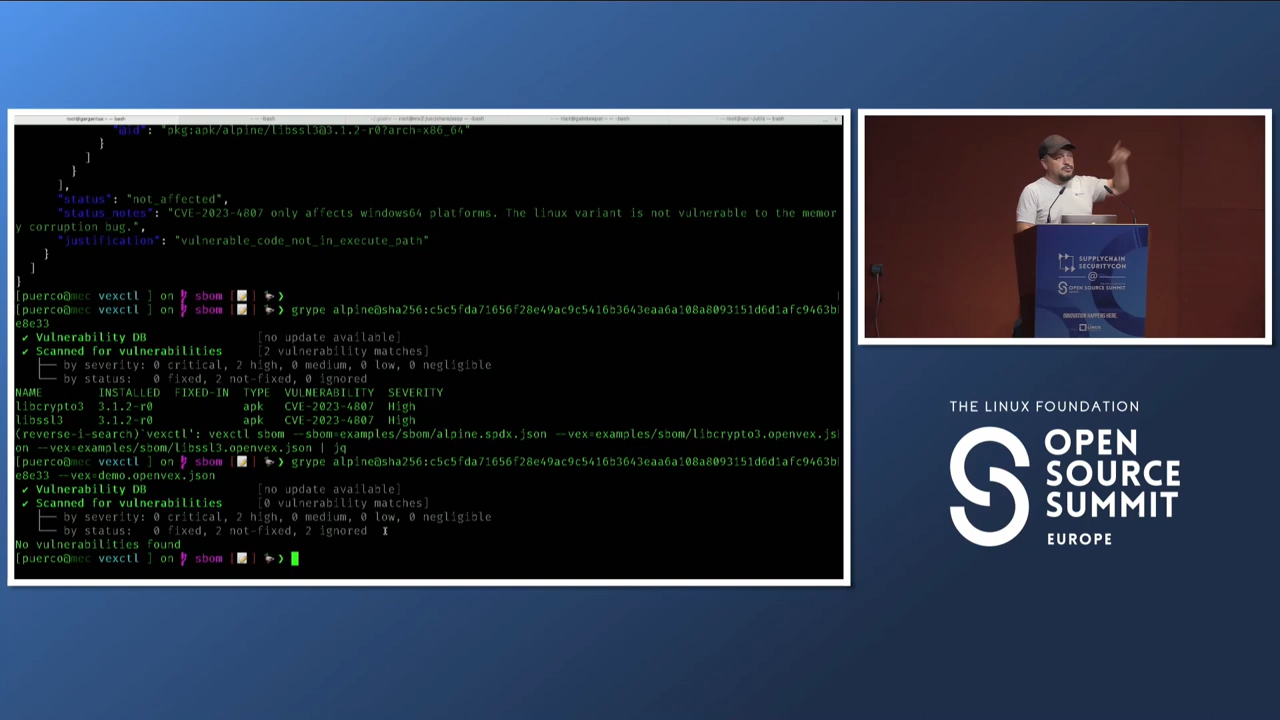 "@id": "pkg:apk/alpine/libssl3@3.1.2-r0?arch=x86_64"
}
]
}
],
"status": "not_affected",
"status_notes": "CVE-2023-4807 only affects windows64 platforms. The linux variant is not vulnerable to the memor
y corruption bug.",
"justification": "vulnerable_code_not_in_execute_path"
}
]
}
[puerco@mec vexctl ] on sbom [📝] ❯
[puerco@mec vexctl ] on sbom [📝] ❯ grype alpine@sha256:c5c5fda71656f28e49ac9c5416b3643eaa6a108a8093151d6d1afc9463b
e8e33
✔ Vulnerability DB [no update available]
✔ Scanned for vulnerabilities [2 vulnerability matches]
├── by severity: 0 critical, 2 high, 0 medium, 0 low, 0 negligible
└── by status: 0 fixed, 2 not-fixed, 0 ignored
NAME INSTALLED FIXED-IN TYPE VULNERABILITY SEVERITY
libcrypto3 3.1.2-r0 apk CVE-2023-4807 High
libssl3 3.1.2-r0 apk CVE-2023-4807 High
(reverse-i-search)`vexctl': vexctl sbom --sbom=examples/sbom/alpine.spdx.json --vex=examples/sbom/libcrypto3.openvex.js
on --vex=examples/sbom/libssl3.openvex.json | jq
[puerco@mec vexctl ] on sbom [📝] ❯ grype alpine@sha256:c5c5fda71656f28e49ac9c5416b3643eaa6a108a8093151d6d1afc9463b
e8e33 --vex=demo.openvex.json
✔ Vulnerability DB [no update available]
✔ Scanned for vulnerabilities [0 vulnerability matches]
├── by severity: 0 critical, 2 high, 0 medium, 0 low, 0 negligible
└── by status: 0 fixed, 2 not-fixed, 2 ignored
No vulnerabilities found
[puerco@mec vexctl ] on sbom [📝] ❯
SUPPLYCHAIN
SECURITYCON
@
OPEN SOURCE SUMMIT
INNOVATION HAPPENS HERE.
THE LINUX FOUNDATION
OPEN
SOURCE
SUMMIT
EUROPE